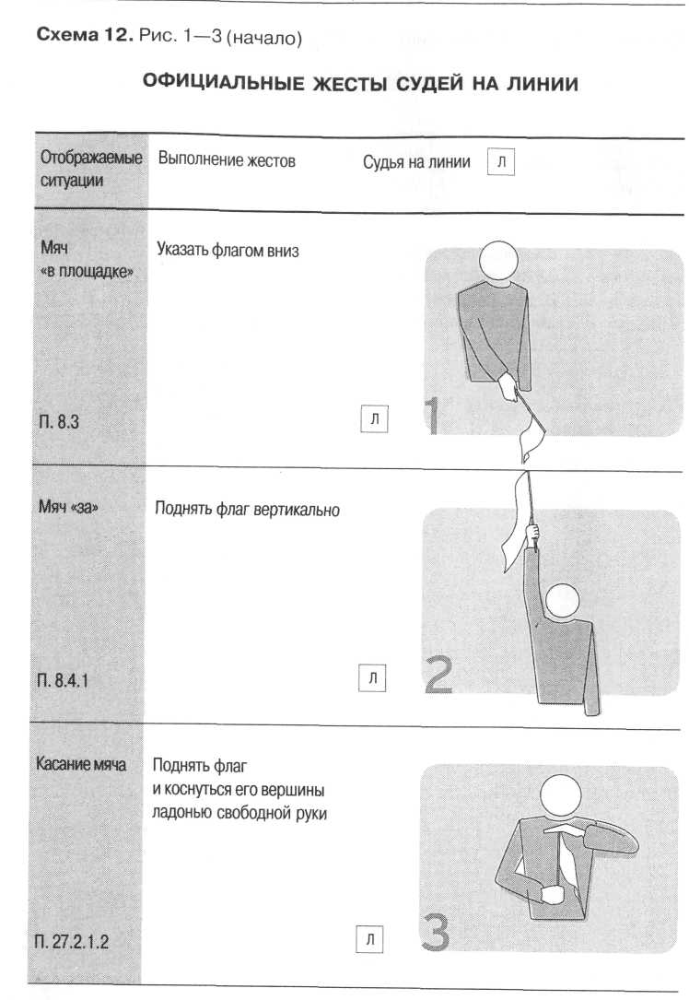 Схема 12. Рис. 1—3 (начало)
ОФИЦИАЛЬНЫЕ ЖЕСТЫ СУДЕЙ НА ЛИНИИ
Отображаемые ситуации
Выполнение жестов
Судья на линии Л
Мяч
«в площадке»
Указать флагом вниз
П. 8.3
Л
1
Мяч «за»
Поднять флаг вертикально
П. 8.4.1
Л
2
Касание мяча
Поднять флаг
и коснуться его вершины
ладонью свободной руки
П. 27.2.1.2
Л
3